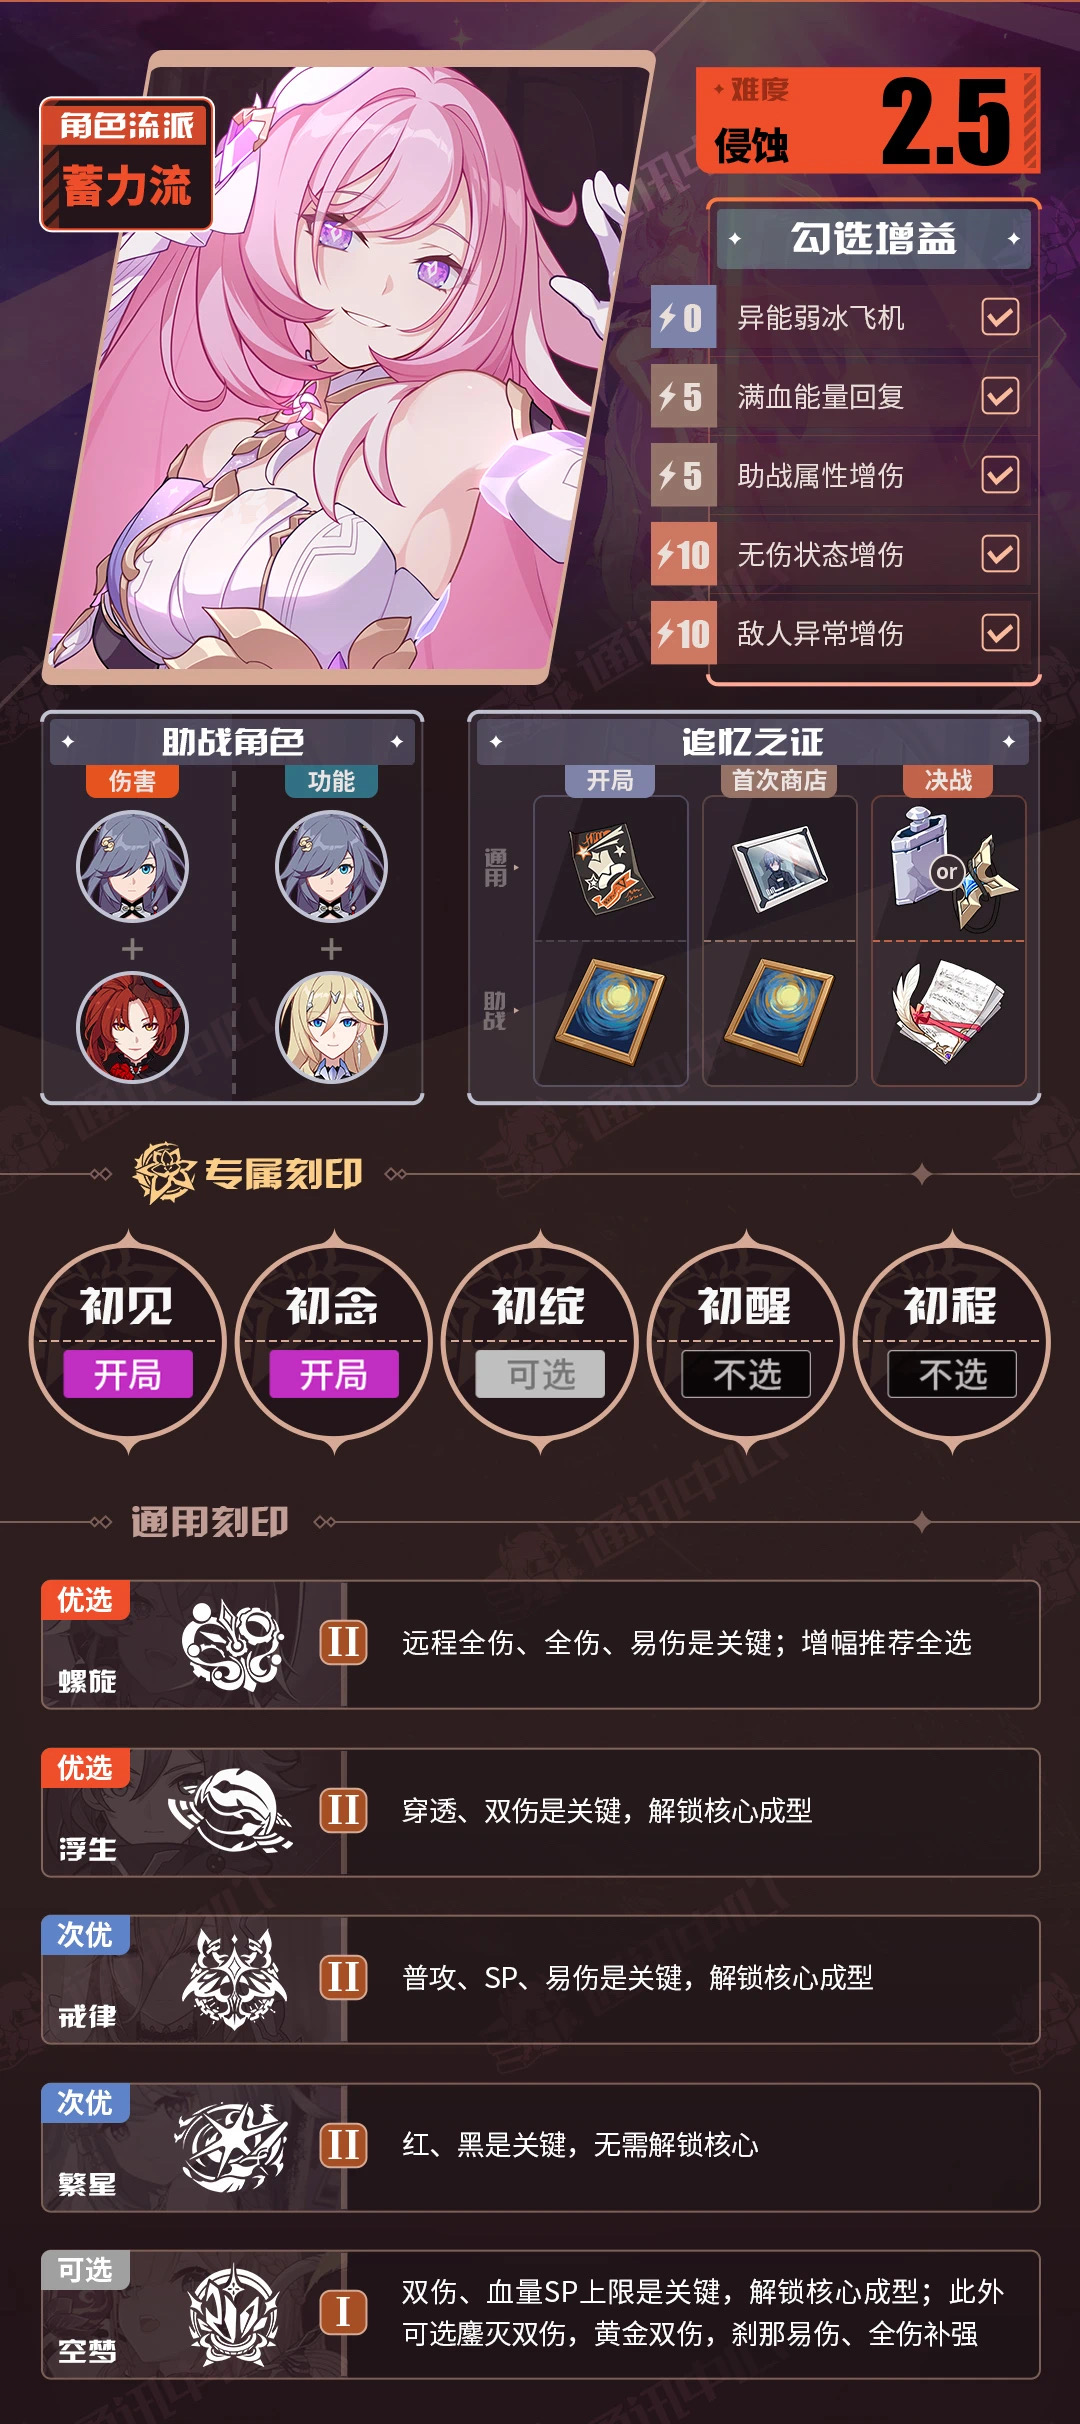 角色流派
蓄力流
难度
侵蚀
2.5
勾选增益
0
异能弱冰飞机
5
满血能量回复
5
助战属性增伤
10
无伤状态增伤
10
敌人异常增伤
助战角色
伤害
功能
+
+
追忆之证
开局
首次商店
决战
通用
or
助战
专属刻印
初见
开局
初念
开局
初绽
可选
初醒
不选
初程
不选
通用刻印
优选
螺旋
II
远程全伤、全伤、易伤是关键；增幅推荐全选
优选
浮生
II
穿透、双伤是关键，解锁核心成型
次优
戒律
II
普攻、SP、易伤是关键，解锁核心成型
次优
繁星
II
红、黑是关键，无需解锁核心
可选
空梦
I
双伤、血量SP上限是关键，解锁核心成型；此外
可选鏖灭双伤，黄金双伤，刹那易伤、全伤补强
通讯中心